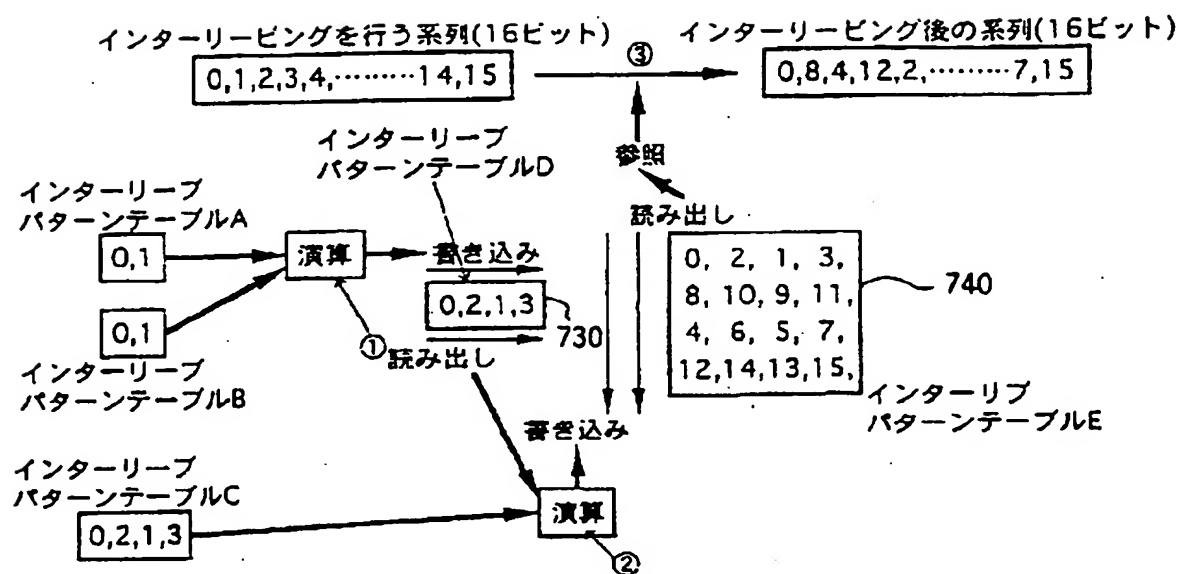 インターリービングを行う系列(16ビット)
0,1,2,3,4,………14,15
③
インターリービング後の系列(16ビット)
0,8,4,12,2,………7,15
インターリーブ
パターンテーブルD
参照
インターリーブ
パターンテーブルA
0,1
演算
①
書き込み
0,2,1,3
730
読み出し
0,1
インターリーブ
パターンテーブルB
読み出し
0, 2, 1, 3,
8, 10, 9, 11,
4, 6, 5, 7,
12,14,13,15,
740
インターリブ
パターンテーブルE
書き込み
インターリーブ
パターンテーブルC
0,2,1,3
演算
②